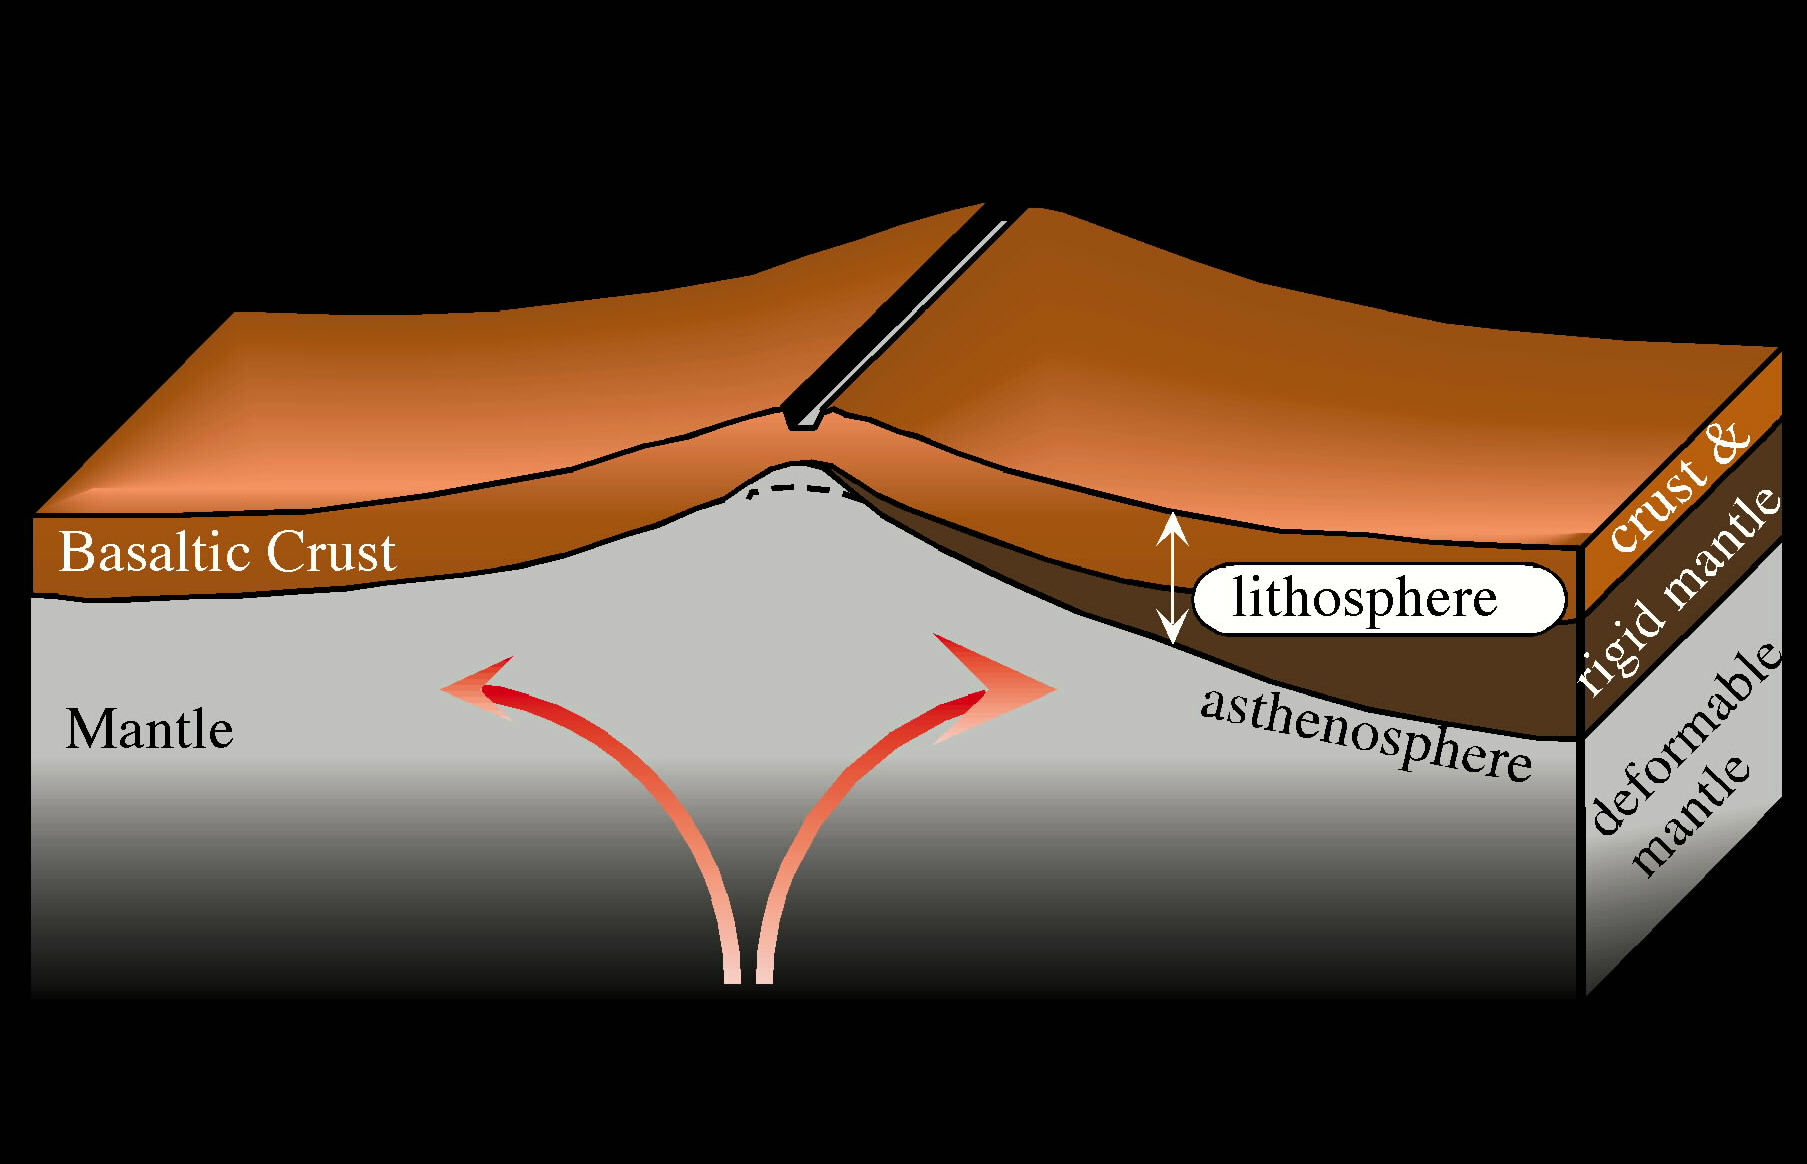 Basaltic Crust
Mantle
lithosphere
asthenosphere
crust &
rigid mantle
deformable
mantle